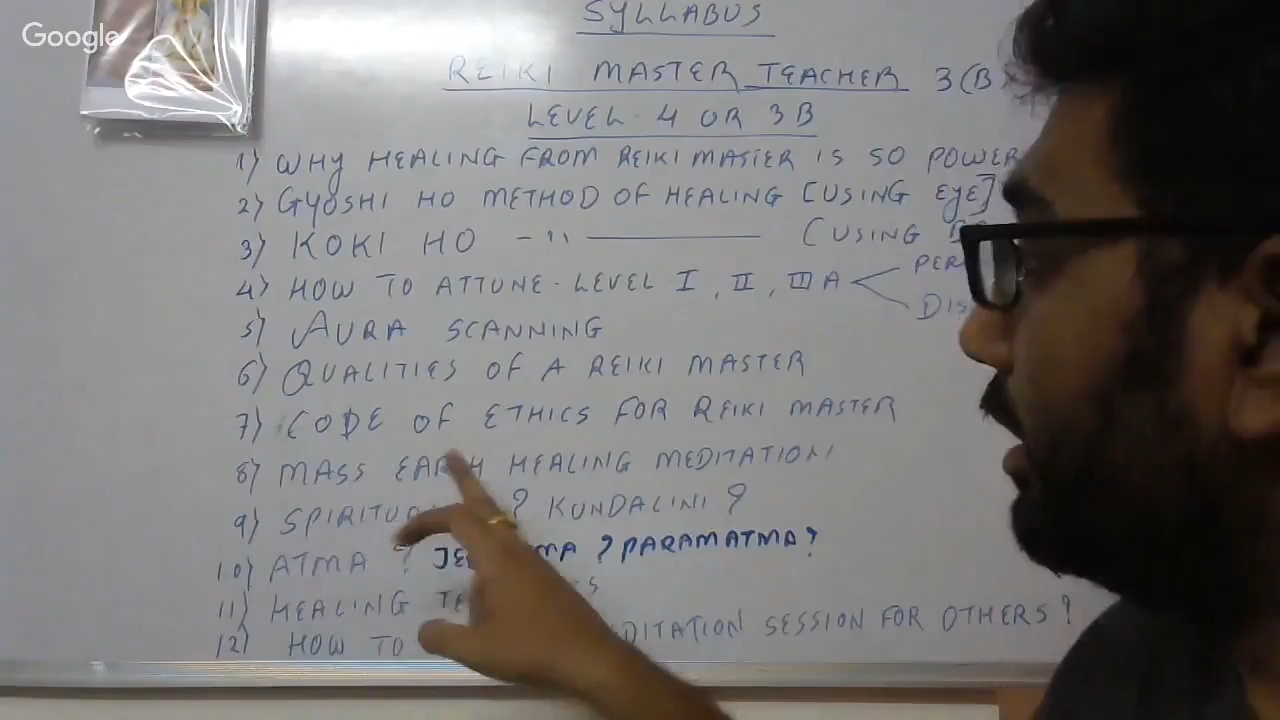 Google
SYLLABUS
REIKI MASTER TEACHER 3(B)
LEVEL 4 OR 3B
1) WHY HEALING FROM REIKI MASTER IS SO POWER
2) GYOSHI HO METHOD OF HEALING [USING EYE]
3) KOKI HO -"- (USING
4) HOW TO ATTUNE LEVEL I, II, III A
5) AURA SCANNING
6) QUALITIES OF A REIKI MASTER
7) CODE OF ETHICS FOR REIKI MASTER
8) MASS EARTH HEALING MEDITATION
9) SPIRITU ? KUNDALINI ?
10) ATMA ? JEE MA ? PARAMATMA ?
11) HEALING TE S
12) HOW TO DITATION SESSION FOR OTHERS ?